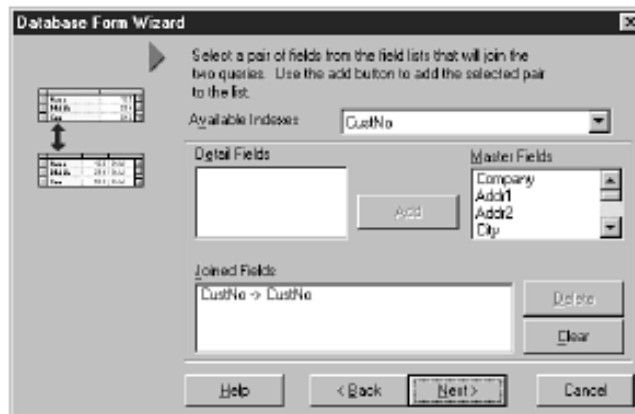 Database Form Wizard
Select a pair of fields from the field lists that will join the
two queries. Use the add button to add the selected pair
to the list.
Available Indexes
CustNo
Detail Fields
Master Fields
Company
Addr1
Addr2
City
Add
Joined Fields
CustNo -> CustNo
Delete
Clear
Help
< Back
Next >
Cancel